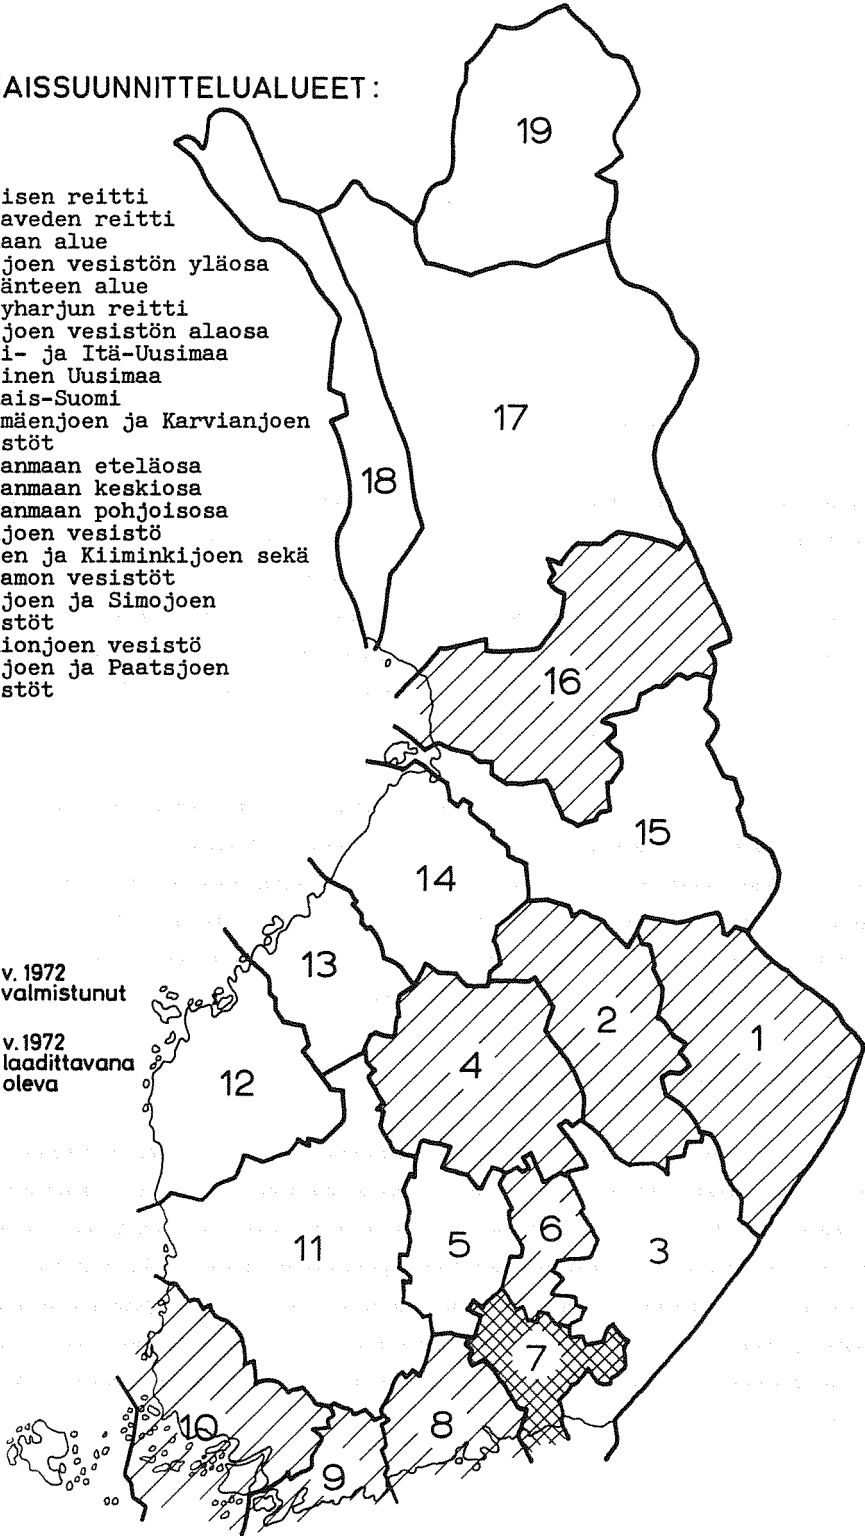 AISSUUNNITTELUALUEET:
isen reitti
aveden reitti
aan alue
joen vesistön yläosa
änteen alue
yharjun reitti
joen vesistön alaosa
i- ja Itä-Uusimaa
inen Uusimaa
ais-Suomi
mäenjoen ja Karvianjoen
stöt
anmaan eteläosa
anmaan keskiosa
anmaan pohjoisosa
joen vesistö
en ja Kiiminkijoen sekä
amon vesistöt
joen ja Simojoen
stöt
ionjoen vesistö
joen ja Paatsjoen
stöt
v. 1972
valmistunut
v. 1972
laadittavana
oleva
19
17
18
16
15
14
13
2
1
4
12
6
5
11
3
7
10
8
9